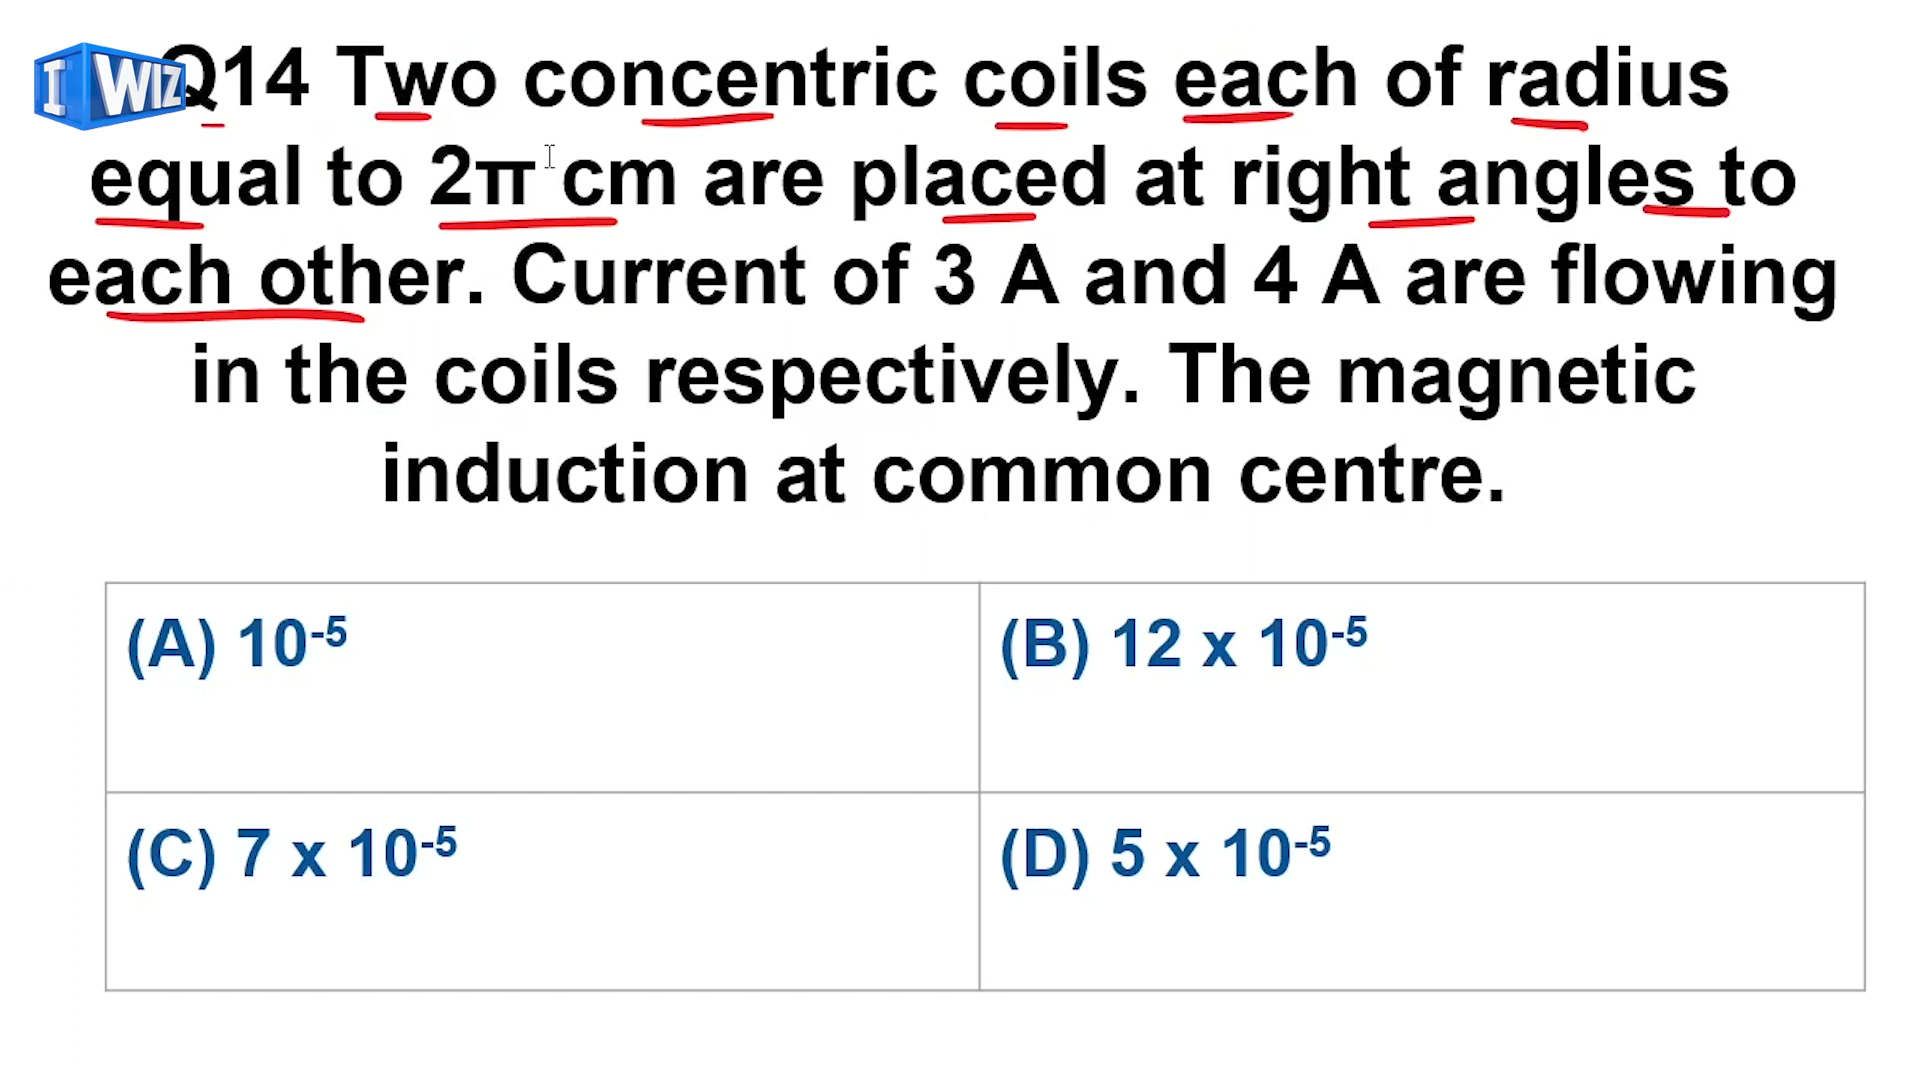 I WIZ
Q14 Two concentric coils each of radius
equal to 2π cm are placed at right angles to
each other. Current of 3 A and 4 A are flowing
in the coils respectively. The magnetic
induction at common centre.
(A) 10⁻⁵
(B) 12 x 10⁻⁵
(C) 7 x 10⁻⁵
(D) 5 x 10⁻⁵